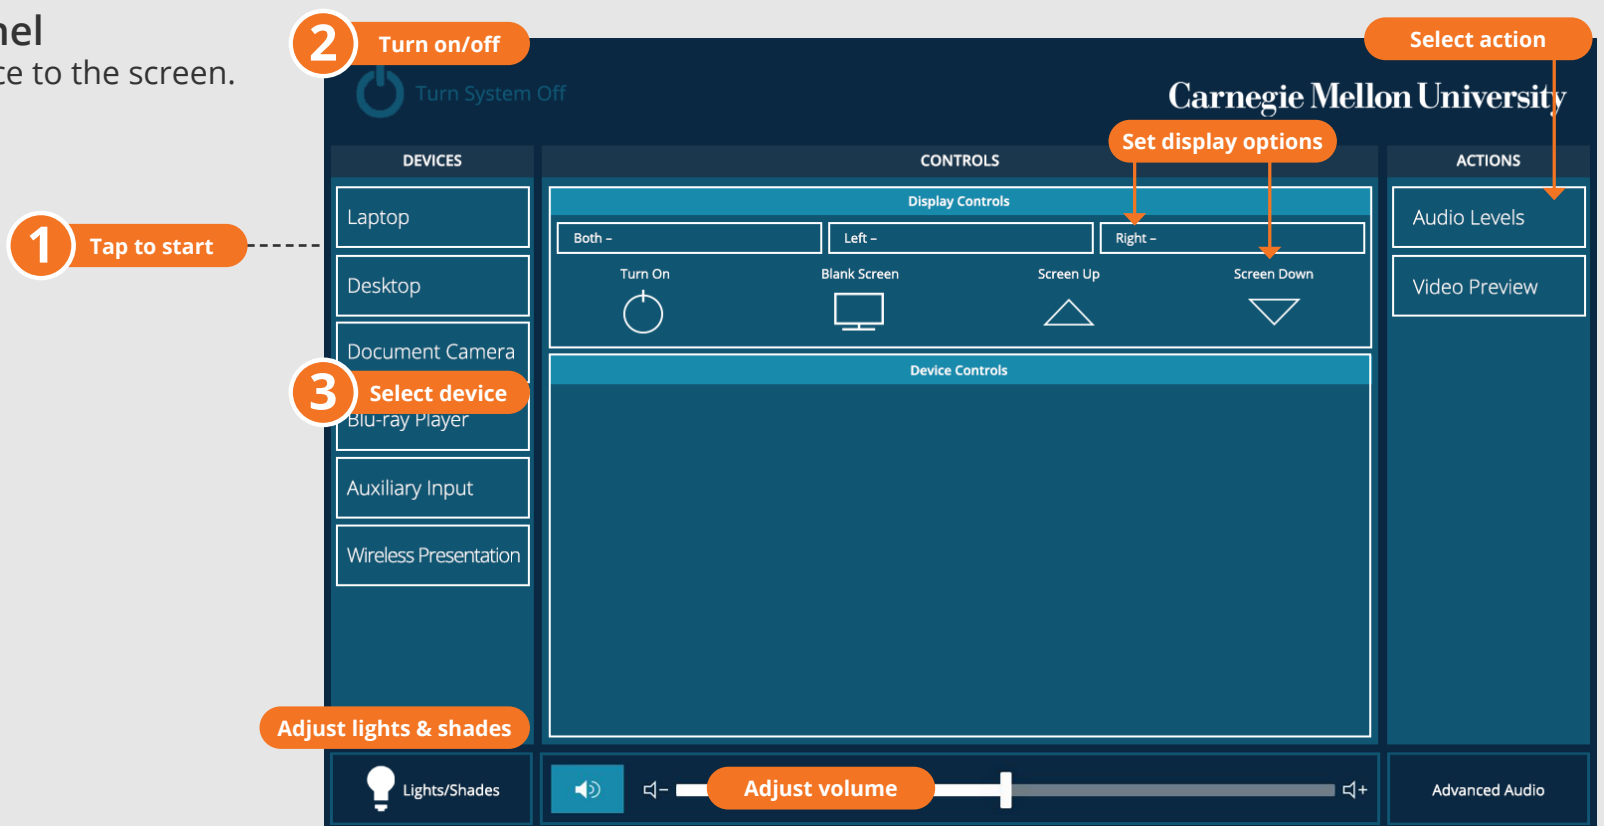 nel
ce to the screen.
2 Turn on/off
Select action
Turn System Off
Carnegie Mellon University
Set display options
DEVICES
CONTROLS
ACTIONS
Laptop
Display Controls
Audio Levels
Both –
Left –
Right –
1 Tap to start
Turn On
Blank Screen
Screen Up
Screen Down
Desktop
Video Preview
Document Camera
Device Controls
3 Select device
Blu-ray Player
Auxiliary Input
Wireless Presentation
Adjust lights & shades
Lights/Shades
–
Adjust volume
+
Advanced Audio